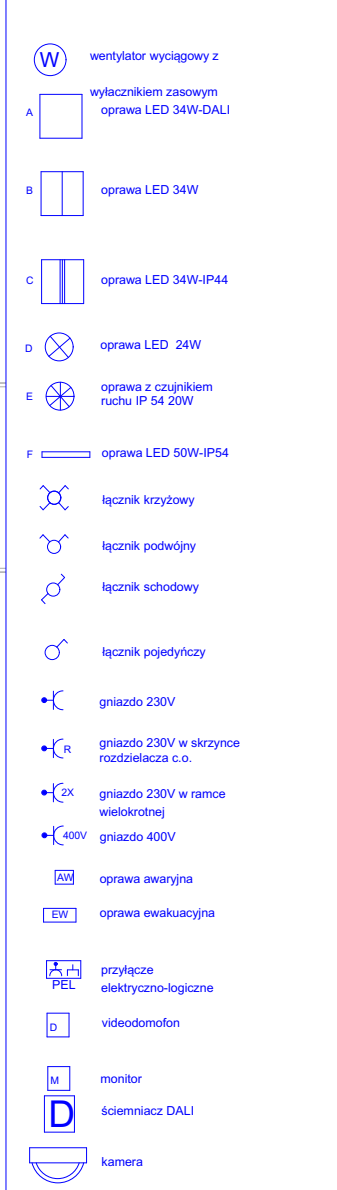 W wentylator wyciągowy z
wyłacznikiem zasowym
A oprawa LED 34W-DALI
B oprawa LED 34W
C oprawa LED 34W-IP44
D oprawa LED 24W
E oprawa z czujnikiem
ruchu IP 54 20W
F oprawa LED 50W-IP54
łącznik krzyżowy
łącznik podwójny
łącznik schodowy
łącznik pojedyńczy
gniazdo 230V
R gniazdo 230V w skrzynce
rozdzielacza c.o.
2X gniazdo 230V w ramce
wielokrotnej
400V gniazdo 400V
AW oprawa awaryjna
EW oprawa ewakuacyjna
przyłącze
PEL elektryczno-logiczne
D videodomofon
M monitor
D ściemniacz DALI
kamera